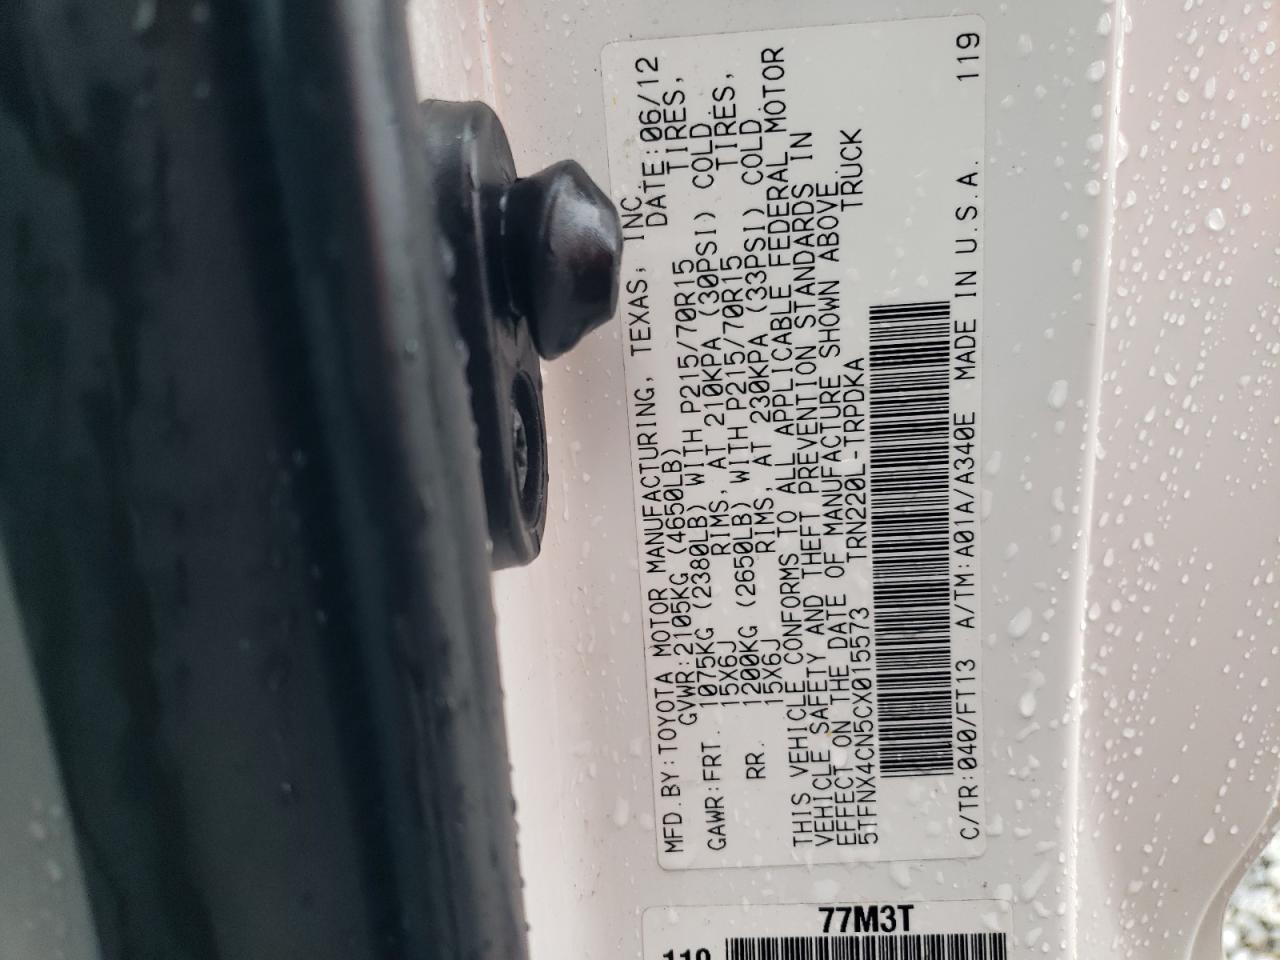 MFD.BY:TOYOTA MOTOR MANUFACTURING, TEXAS, INC.
GVWR:2105KG (4650LB) DATE:06/12
GAWR:FRT. 1075KG (2380LB) WITH P215/70R15 TIRES,
15X6J RIMS, AT 210KPA (30PSI) COLD
RR. 1200KG (2650LB) WITH P215/70R15 TIRES,
15X6J RIMS, AT 230KPA (33PSI) COLD
THIS VEHICLE CONFORMS TO ALL APPLICABLE FEDERAL MOTOR
VEHICLE SAFETY AND THEFT PREVENTION STANDARDS IN
EFFECT ON THE DATE OF MANUFACTURE SHOWN ABOVE.
5TFNX4CN5CX015573 TRN220L-TRPDKA TRUCK
C/TR:040/FT13 A/TM:A01A/A340E MADE IN U.S.A. 119
77M3T
119